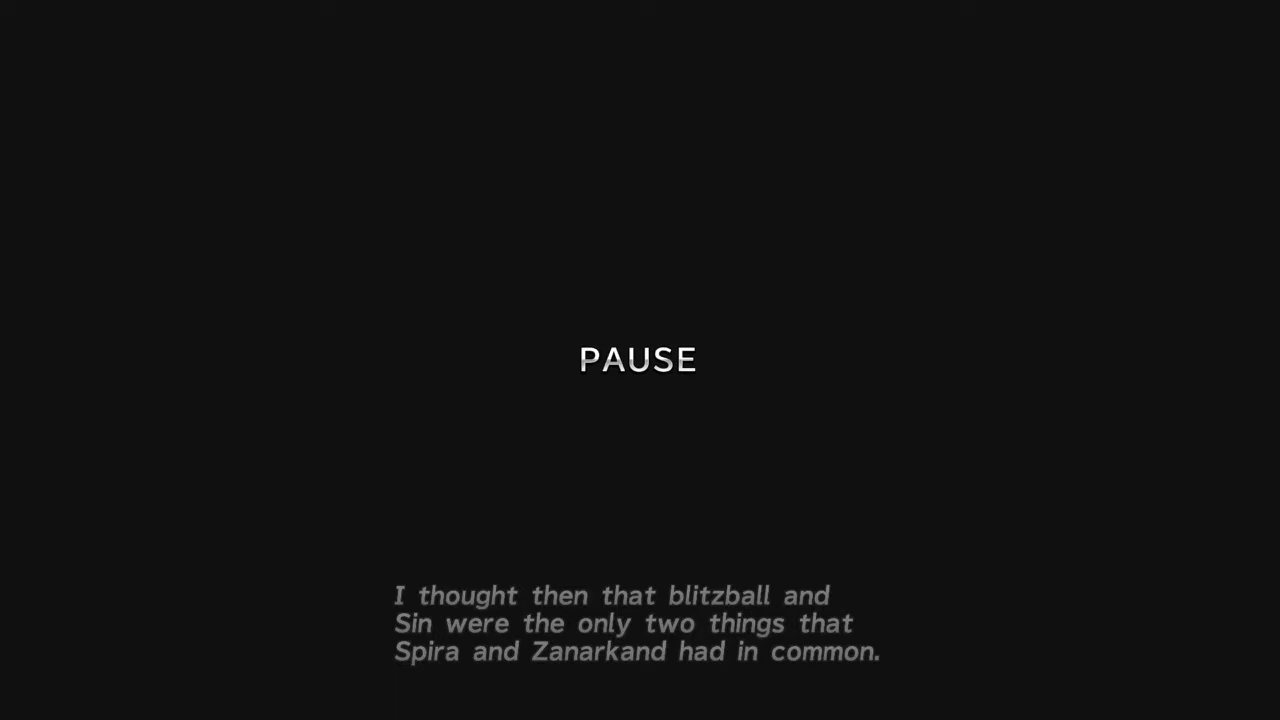 PAUSE
I thought then that blitzball and
Sin were the only two things that
Spira and Zanarkand had in common.